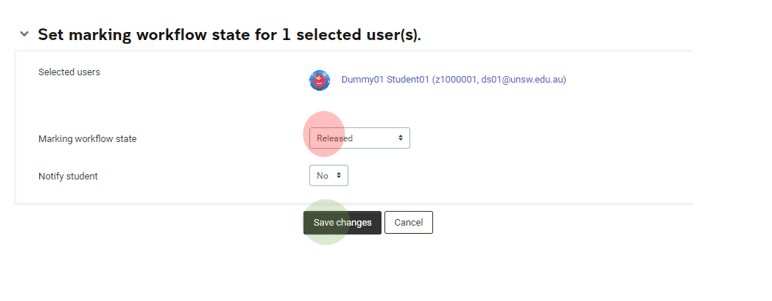 Set marking workflow state for 1 selected user(s).
Selected users
Dummy01 Student01 (z1000001, ds01@unsw.edu.au)
Marking workflow state
Released
Notify student
No
Save changes
Cancel